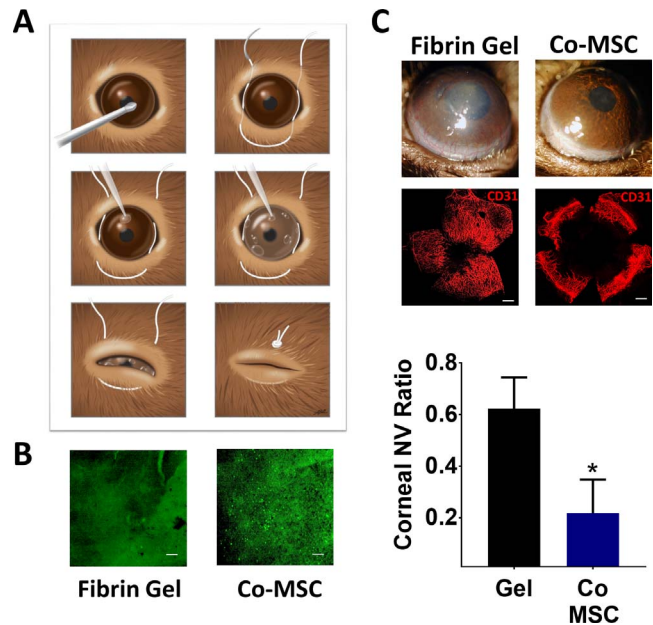 A
B
Fibrin Gel
Co-MSC
C
Fibrin Gel
Co-MSC
CD31
CD31
Corneal NV Ratio
0.8
0.6
0.4
0.2
*
Gel
Co
MSC